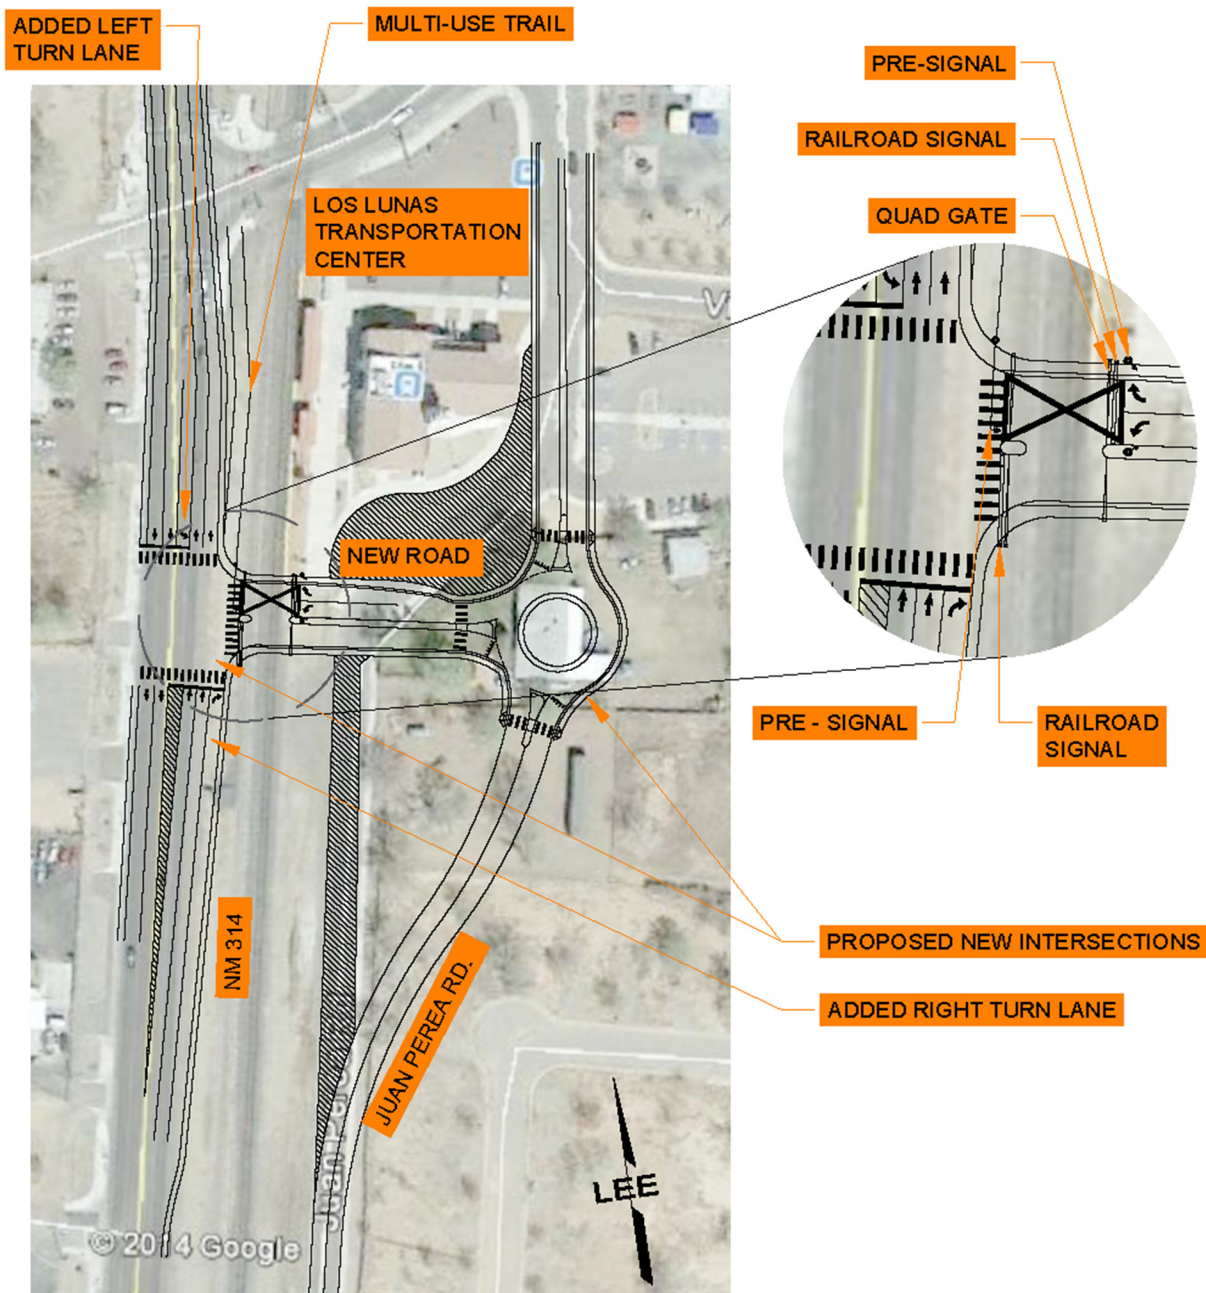 ADDED LEFT
TURN LANE
MULTI-USE TRAIL
PRE-SIGNAL
RAILROAD SIGNAL
QUAD GATE
LOS LUNAS
TRANSPORTATION
CENTER
NEW ROAD
PRE - SIGNAL
RAILROAD
SIGNAL
NM 314
JUAN PEREA RD.
PROPOSED NEW INTERSECTIONS
ADDED RIGHT TURN LANE
LEE
© 2014 Google